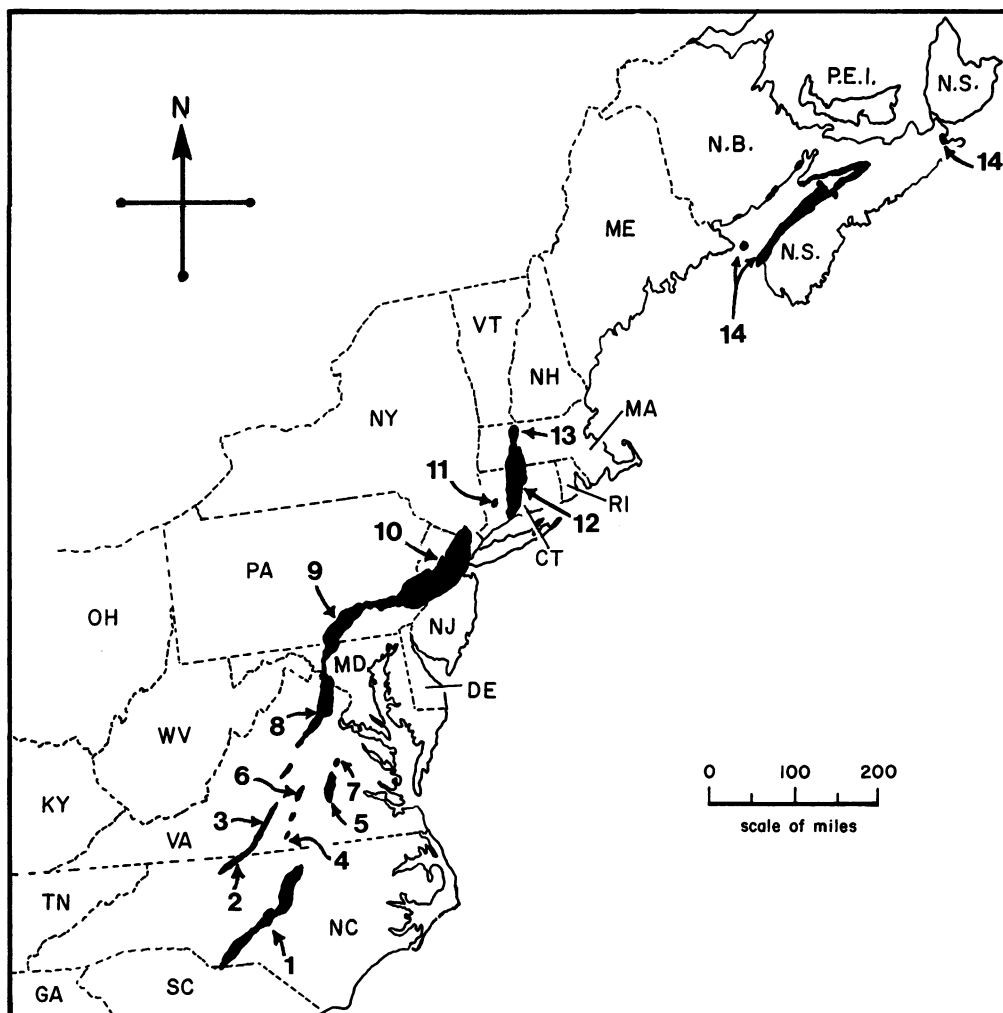 P.E.I.
N.S.
N
N.B.
14
ME
N.S.
VT
14
NH
NY
MA
13
11
RI
12
10
CT
PA
9
OH
NJ
MD
DE
8
WV
6
7
0 100 200
KY
3
5
scale of miles
VA
4
2
TN
NC
1
SC
GA